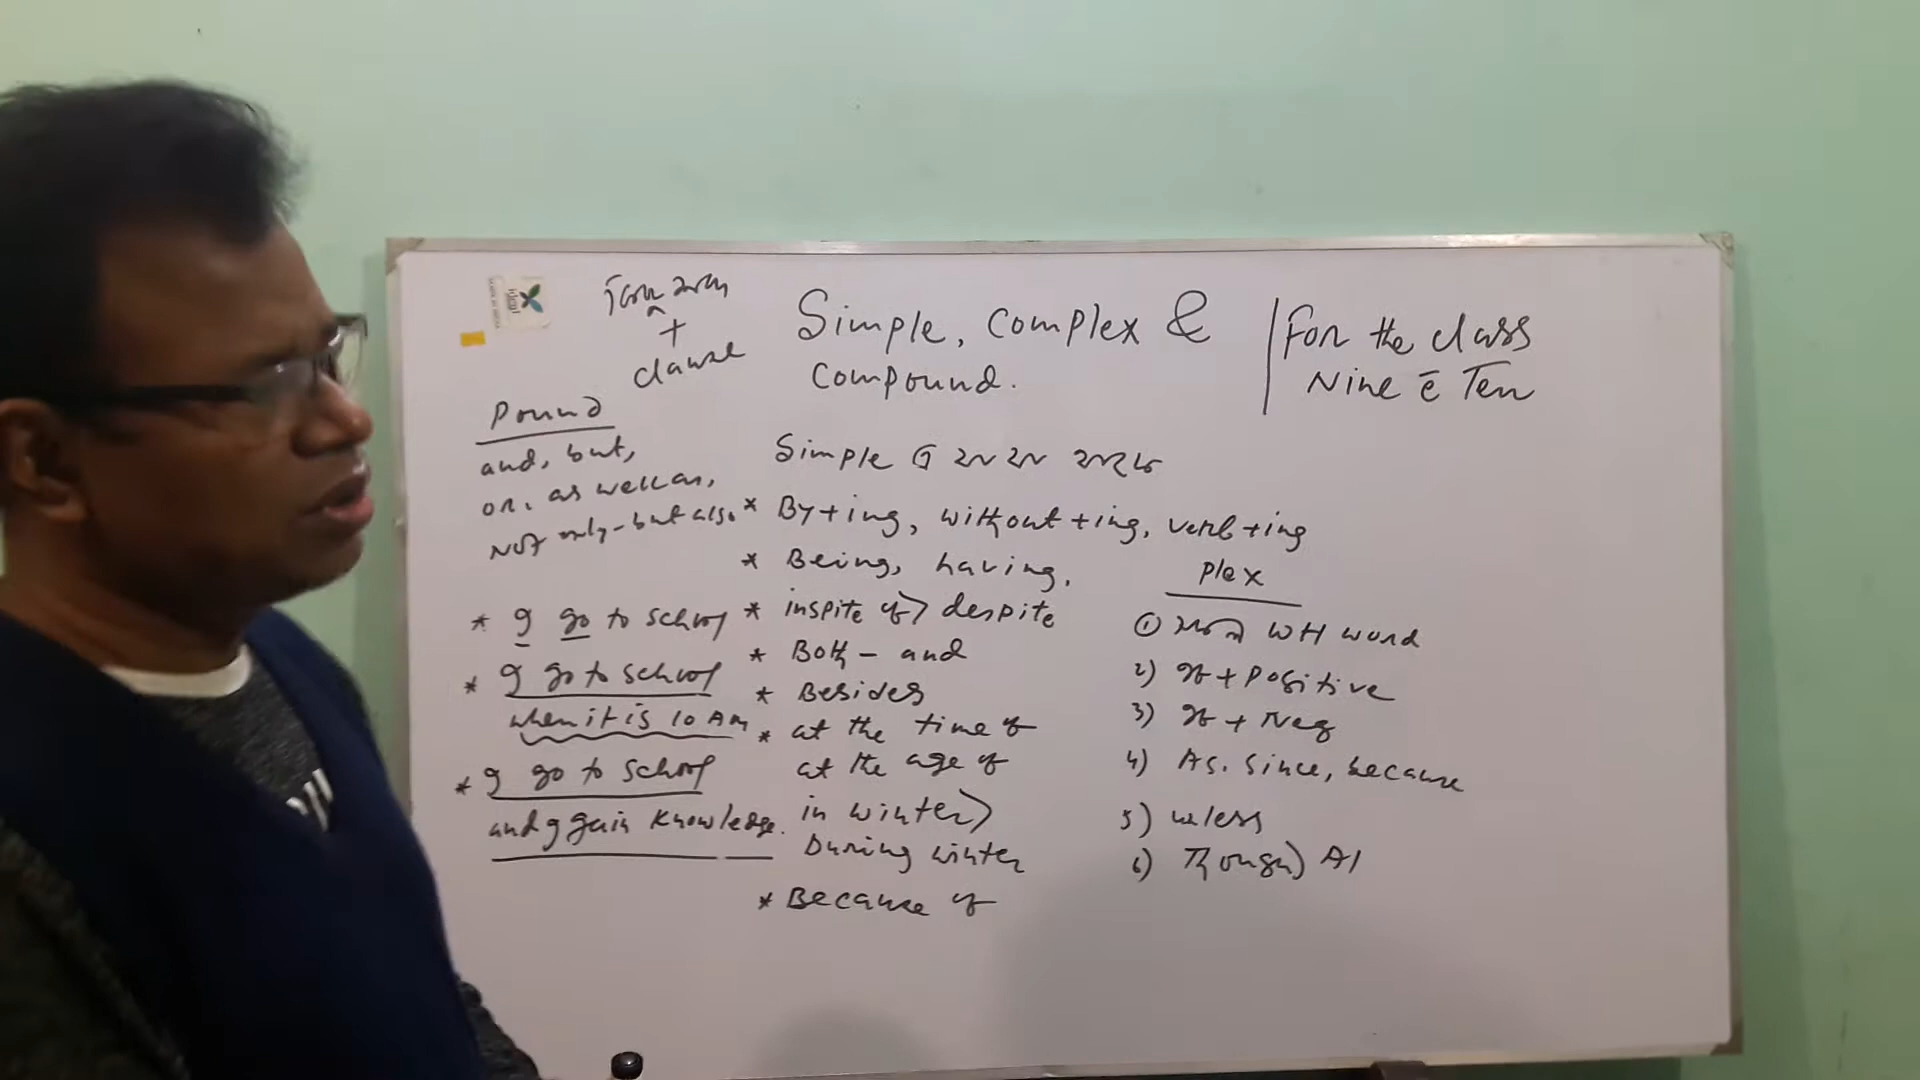 Simple, Complex &
Compound.
For the class
Nine ē Ten
+
clause
Pound
and, but,
or, as well as,
Not only - but also
* I go to school
* I go to school
when it is 10 AM
* I go to school
and I gain knowledge.
Simple
* By+ing, without +ing, verb +ing
* Being, having,
* inspite of) despite
* Both - and
* Besides
* at the time of
at the age of
in winter)
During winter
* Because of
Plex
① WH word
2) If + Positive
3) If + Neg
4) As. Since, because
5) unless
6) Though) Al
ideal